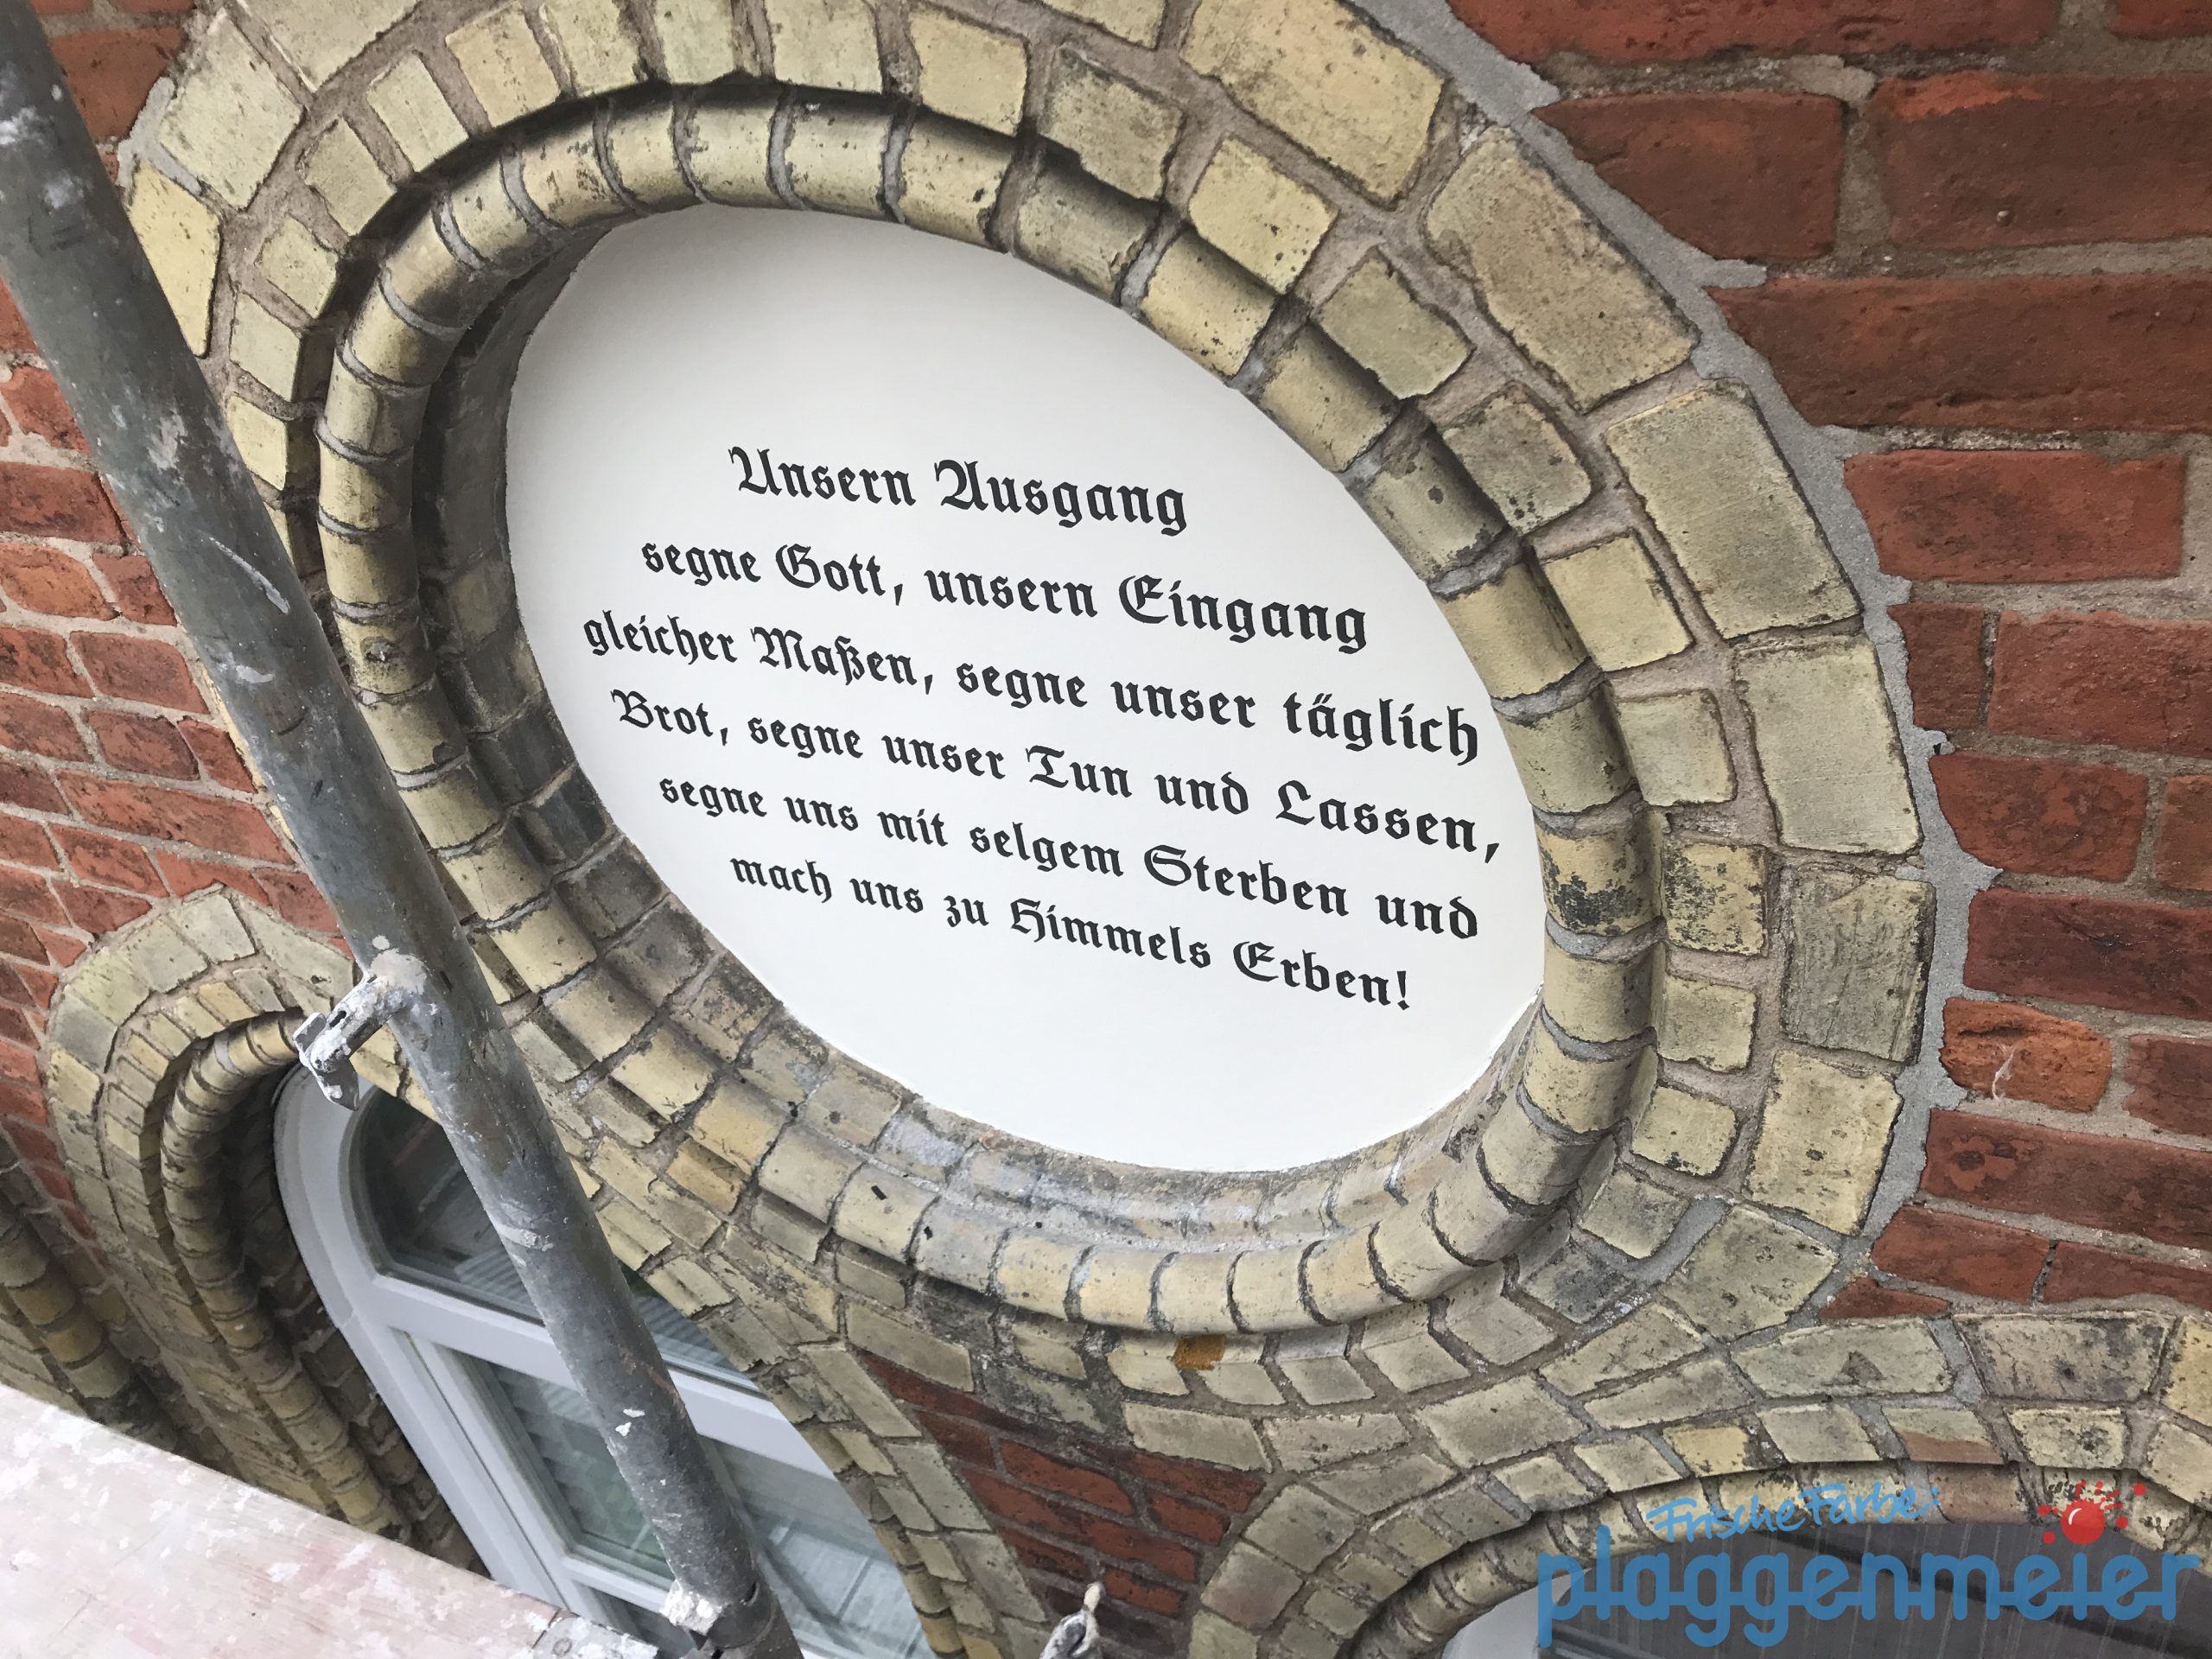 Unsern Ausgang
segne Gott, unsern Eingang
gleicher Maßen, segne unser täglich
Brot, segne unser Tun und Lassen,
segne uns mit selgem Sterben und
mach uns zu Himmels Erben!
Frische Farbe:
plaggenmeier